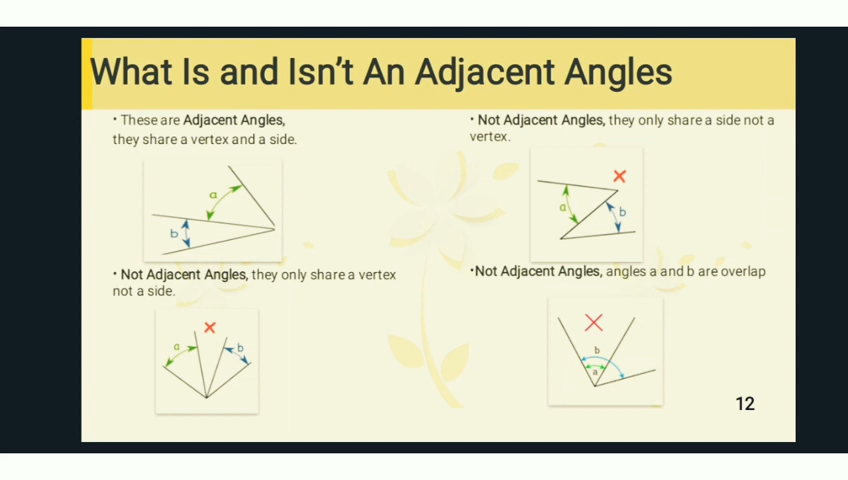 What Is and Isn't An Adjacent Angles
• These are Adjacent Angles,
they share a vertex and a side.
a
b
• Not Adjacent Angles, they only share a side not a
vertex.
a
b
• Not Adjacent Angles, they only share a vertex
not a side.
a
b
•Not Adjacent Angles, angles a and b are overlap
b
a
12